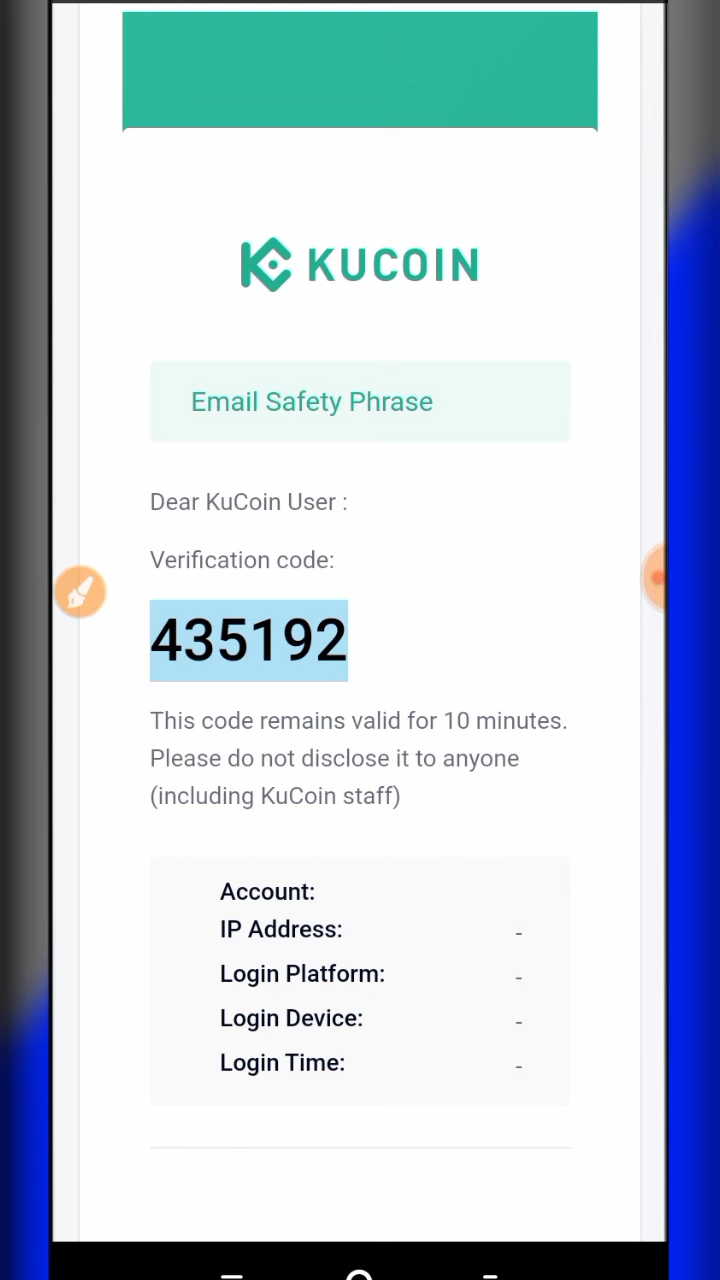 KUCOIN
Email Safety Phrase
Dear KuCoin User :
Verification code:
435192
This code remains valid for 10 minutes.
Please do not disclose it to anyone
(including KuCoin staff)
Account:
IP Address: -
Login Platform: -
Login Device: -
Login Time: -